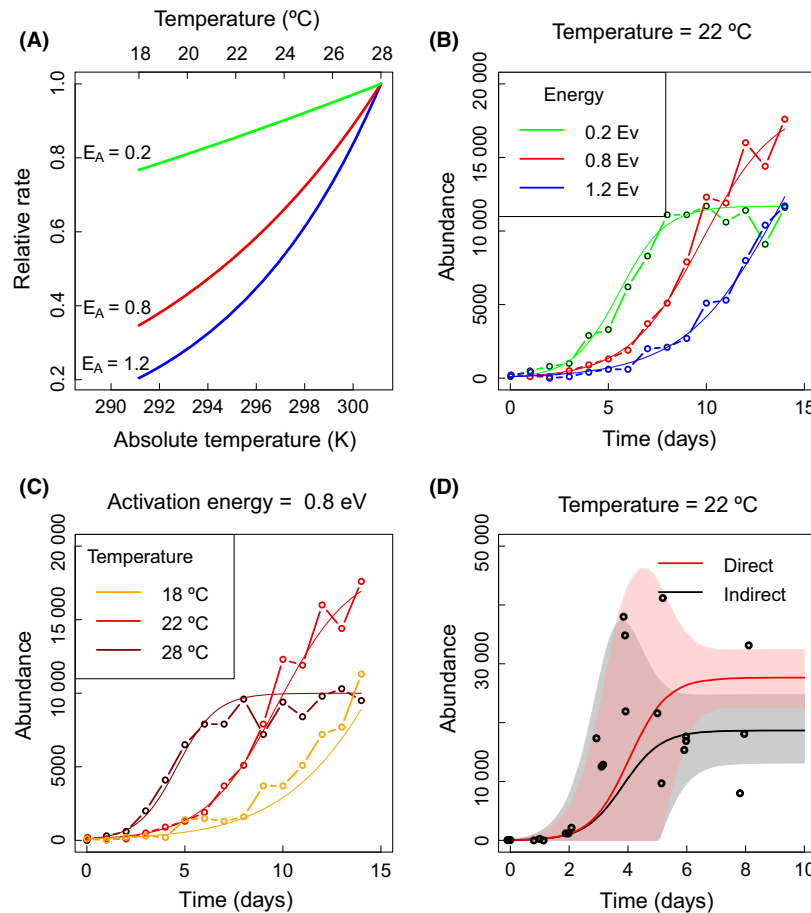 (A)
Temperature (ºC)
18 20 22 24 26 28
Relative rate
1.0
0.8
0.6
0.4
0.2
E_A = 0.2
E_A = 0.8
E_A = 1.2
290 292 294 296 298 300
Absolute temperature (K)
(B)
Temperature = 22 ºC
Abundance
20 000
15 000
10 000
5000
0
Energy
0.2 Ev
0.8 Ev
1.2 Ev
0 5 10 15
Time (days)
(C)
Activation energy = 0.8 eV
Abundance
20 000
15 000
10 000
5000
0
Temperature
18 ºC
22 ºC
28 ºC
0 5 10 15
Time (days)
(D)
Temperature = 22 ºC
Abundance
50 000
30 000
10 000
0
Direct
Indirect
0 2 4 6 8 10
Time (days)